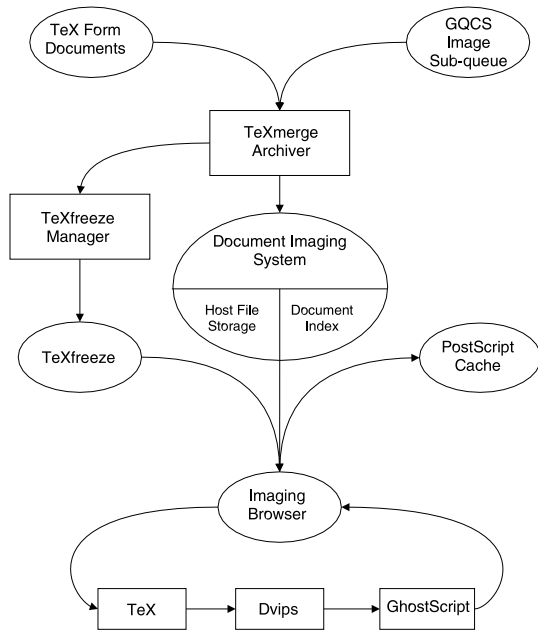 TeX Form
Documents
GQCS
Image
Sub-queue
TeXmerge
Archiver
TeXfreeze
Manager
Document Imaging
System
Host File
Storage
Document
Index
TeXfreeze
PostScript
Cache
Imaging
Browser
TeX
Dvips
GhostScript